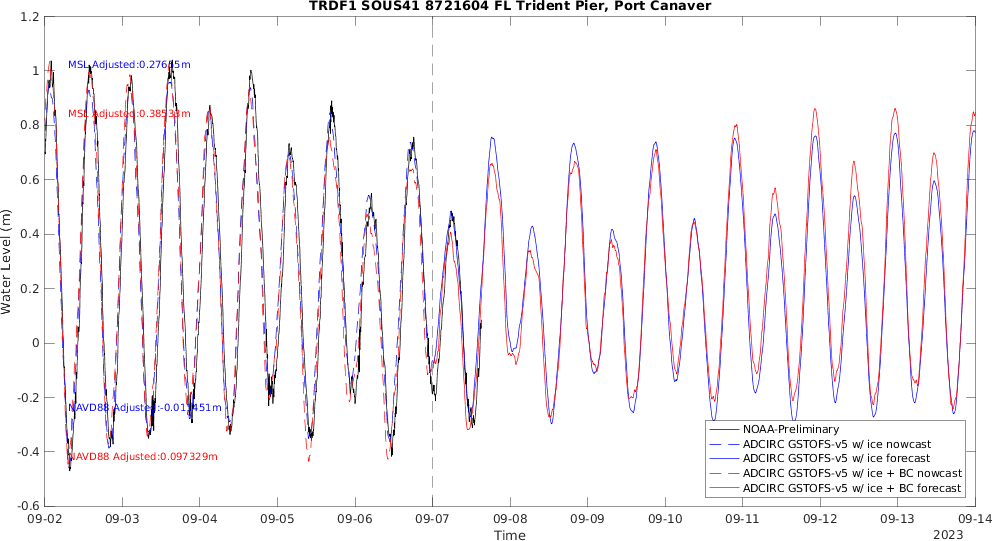 TRDF1 SOUS41 8721604 FL Trident Pier, Port Canaver
1.2
1
0.8
0.6
0.4
0.2
0
-0.2
-0.4
-0.6
Water Level (m)
MSL Adjusted:
MSL Adjusted:0.38533m
NAVD88 Adjusted:
NAVD88 Adjusted:0.097329m
NOAA-Preliminary
ADCIRC GSTOFS-v5 w/ ice nowcast
ADCIRC GSTOFS-v5 w/ ice forecast
ADCIRC GSTOFS-v5 w/ ice + BC nowcast
ADCIRC GSTOFS-v5 w/ ice + BC forecast
09-02 09-03 09-04 09-05 09-06 09-07 09-08 09-09 09-10 09-11 09-12 09-13 09-14
Time
2023